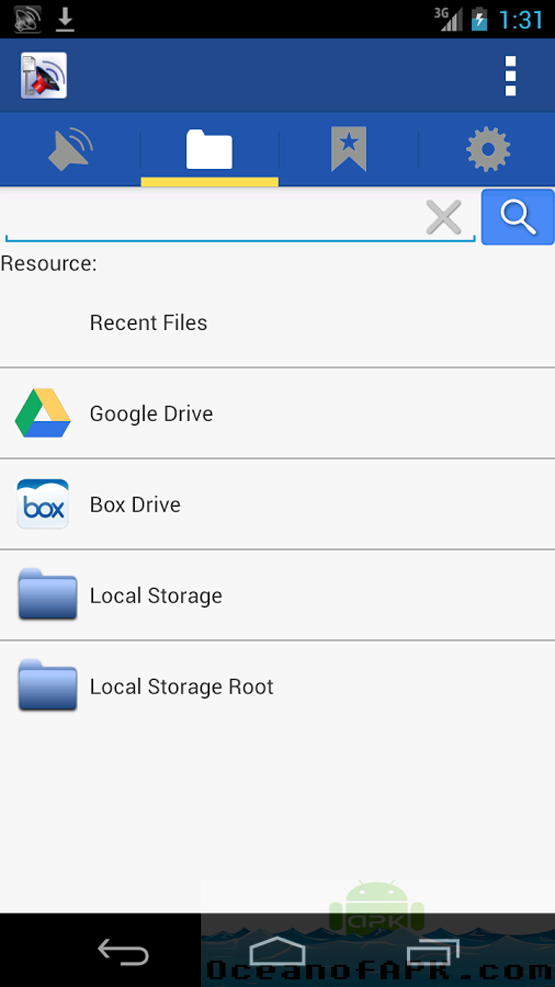 3G
1:31
Resource:
Recent Files
Google Drive
box
Box Drive
Local Storage
Local Storage Root
APK
OceanofAPK.com